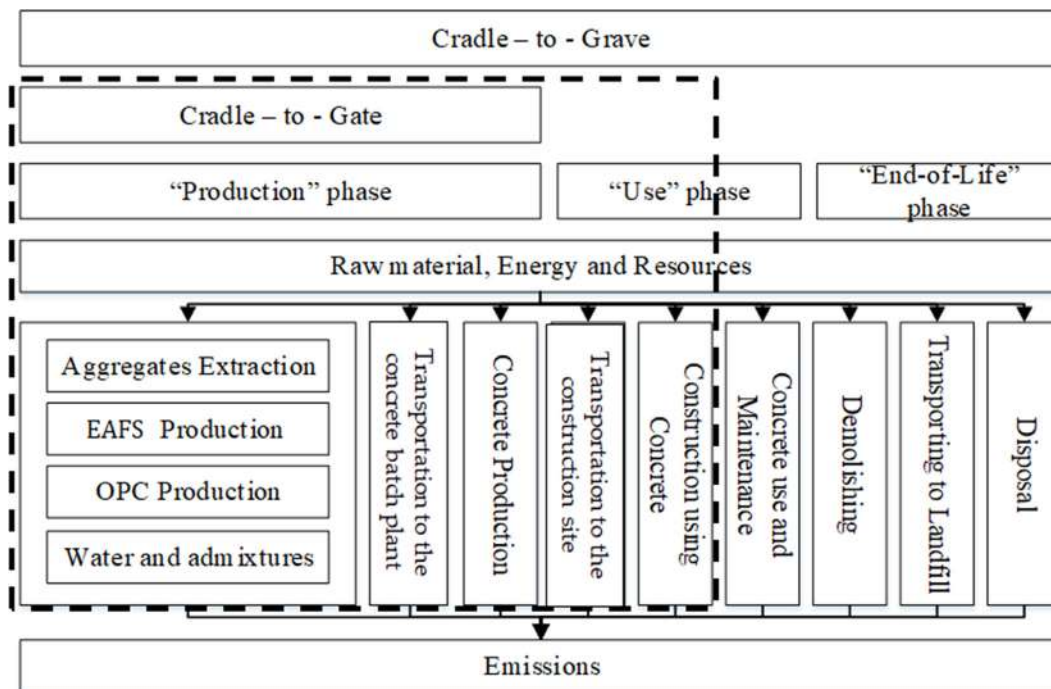 Cradle – to - Grave
Cradle – to - Gate
“Production” phase
“Use” phase
“End-of-Life”
phase
Raw material, Energy and Resources
Aggregates Extraction
EAFS Production
OPC Production
Water and admixtures
Transportation to the
concrete batch plant
Concrete Production
Transportation to the
construction site
Construction using
Concrete
Concrete use and
Maintenance
Demolishing
Transporting to Landfill
Disposal
Emissions